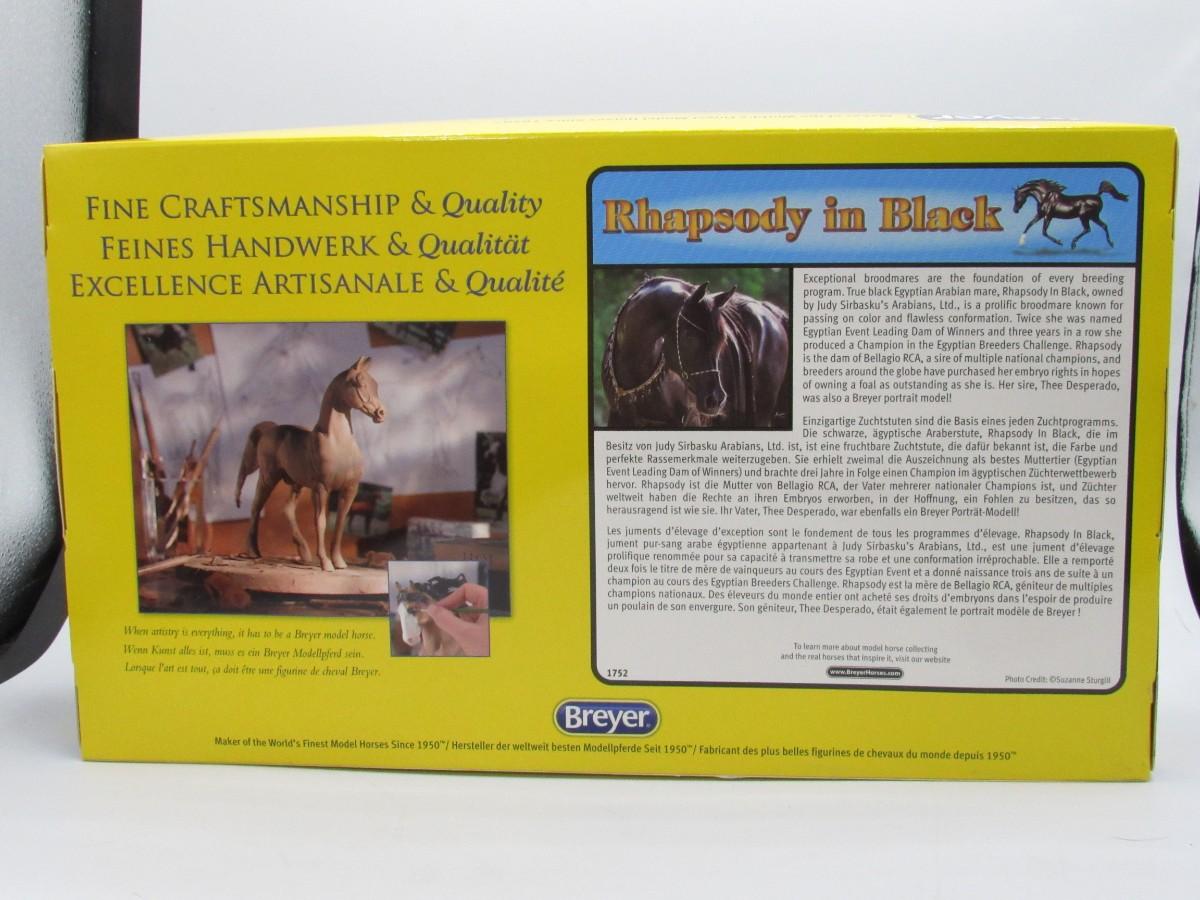 FINE CRAFTSMANSHIP & Quality
FEINES HANDWERK & Qualität
EXCELLENCE ARTISANALE & Qualité
When artistry is everything, it has to be a Breyer model horse.
Wenn Kunst alles ist, muss es ein Breyer Modellpferd sein.
Lorsque l'art est tout, ça doit être une figurine de cheval Breyer.
Rhapsody in Black
Exceptional broodmares are the foundation of every breeding
program. True black Egyptian Arabian mare, Rhapsody In Black, owned
by Judy Sirbasku's Arabians, Ltd., is a prolific broodmare known for
passing on color and flawless conformation. Twice she was named
Egyptian Event Leading Dam of Winners and three years in a row she
produced a Champion in the Egyptian Breeders Challenge. Rhapsody
is the dam of Bellagio RCA, a sire of multiple national champions, and
breeders around the globe have purchased her embryo rights in hopes
of owning a foal as outstanding as she is. Her sire, Thee Desperado,
was also a Breyer portrait model!
Einzigartige Zuchtstuten sind die Basis eines jeden Zuchtprogramms.
Die schwarze, ägyptische Araberstute, Rhapsody In Black, die im
Besitz von Judy Sirbasku Arabians, Ltd. ist, ist eine fruchtbare Zuchtstute, die dafür bekannt ist, die Farbe und
perfekte Rassemerkmale weiterzugeben. Sie erhielt zweimal die Auszeichnung als bestes Muttertier (Egyptian
Event Leading Dam of Winners) und brachte drei Jahre in Folge einen Champion im ägyptischen Züchterwettbewerb
hervor. Rhapsody ist die Mutter von Bellagio RCA, der Vater mehrerer nationaler Champions ist, und Züchter
weltweit haben die Rechte an ihren Embryos erworben, in der Hoffnung, ein Fohlen zu besitzen, das so
herausragend ist wie sie. Ihr Vater, Thee Desperado, war ebenfalls ein Breyer Porträt-Modell!
Les juments d'élevage d'exception sont le fondement de tous les programmes d'élevage. Rhapsody In Black,
jument pur-sang arabe égyptienne appartenant à Judy Sirbasku's Arabians, Ltd., est une jument d'élevage
prolifique renommée pour sa capacité à transmettre sa robe et une conformation irréprochable. Elle a remporté
deux fois le titre de mère de vainqueurs au cours des Egyptian Event et a donné naissance trois ans de suite à un
champion au cours des Egyptian Breeders Challenge. Rhapsody est la mère de Bellagio RCA, géniteur de multiples
champions nationaux. Des éleveurs du monde entier ont acheté ses droits d'embryons dans l'espoir de produire
un poulain de son envergure. Son géniteur, Thee Desperado, était également le portrait modèle de Breyer !
To learn more about model horse collecting
and the real horses that inspire it, visit our website
www.BreyerHorses.com
1752
Photo Credit: ©Suzanne Sturgill
Breyer
Maker of the World's Finest Model Horses Since 1950™/ Hersteller der weltweit besten Modellpferde Seit 1950™/ Fabricant des plus belles figurines de chevaux du monde depuis 1950™